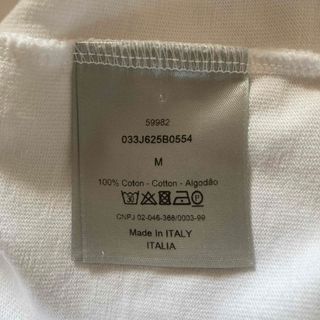 59982
033J625B0554
M
100% Coton - Cotton - Algodão
CNPJ 02-046-368/0003-99
Made In ITALY
ITALIA